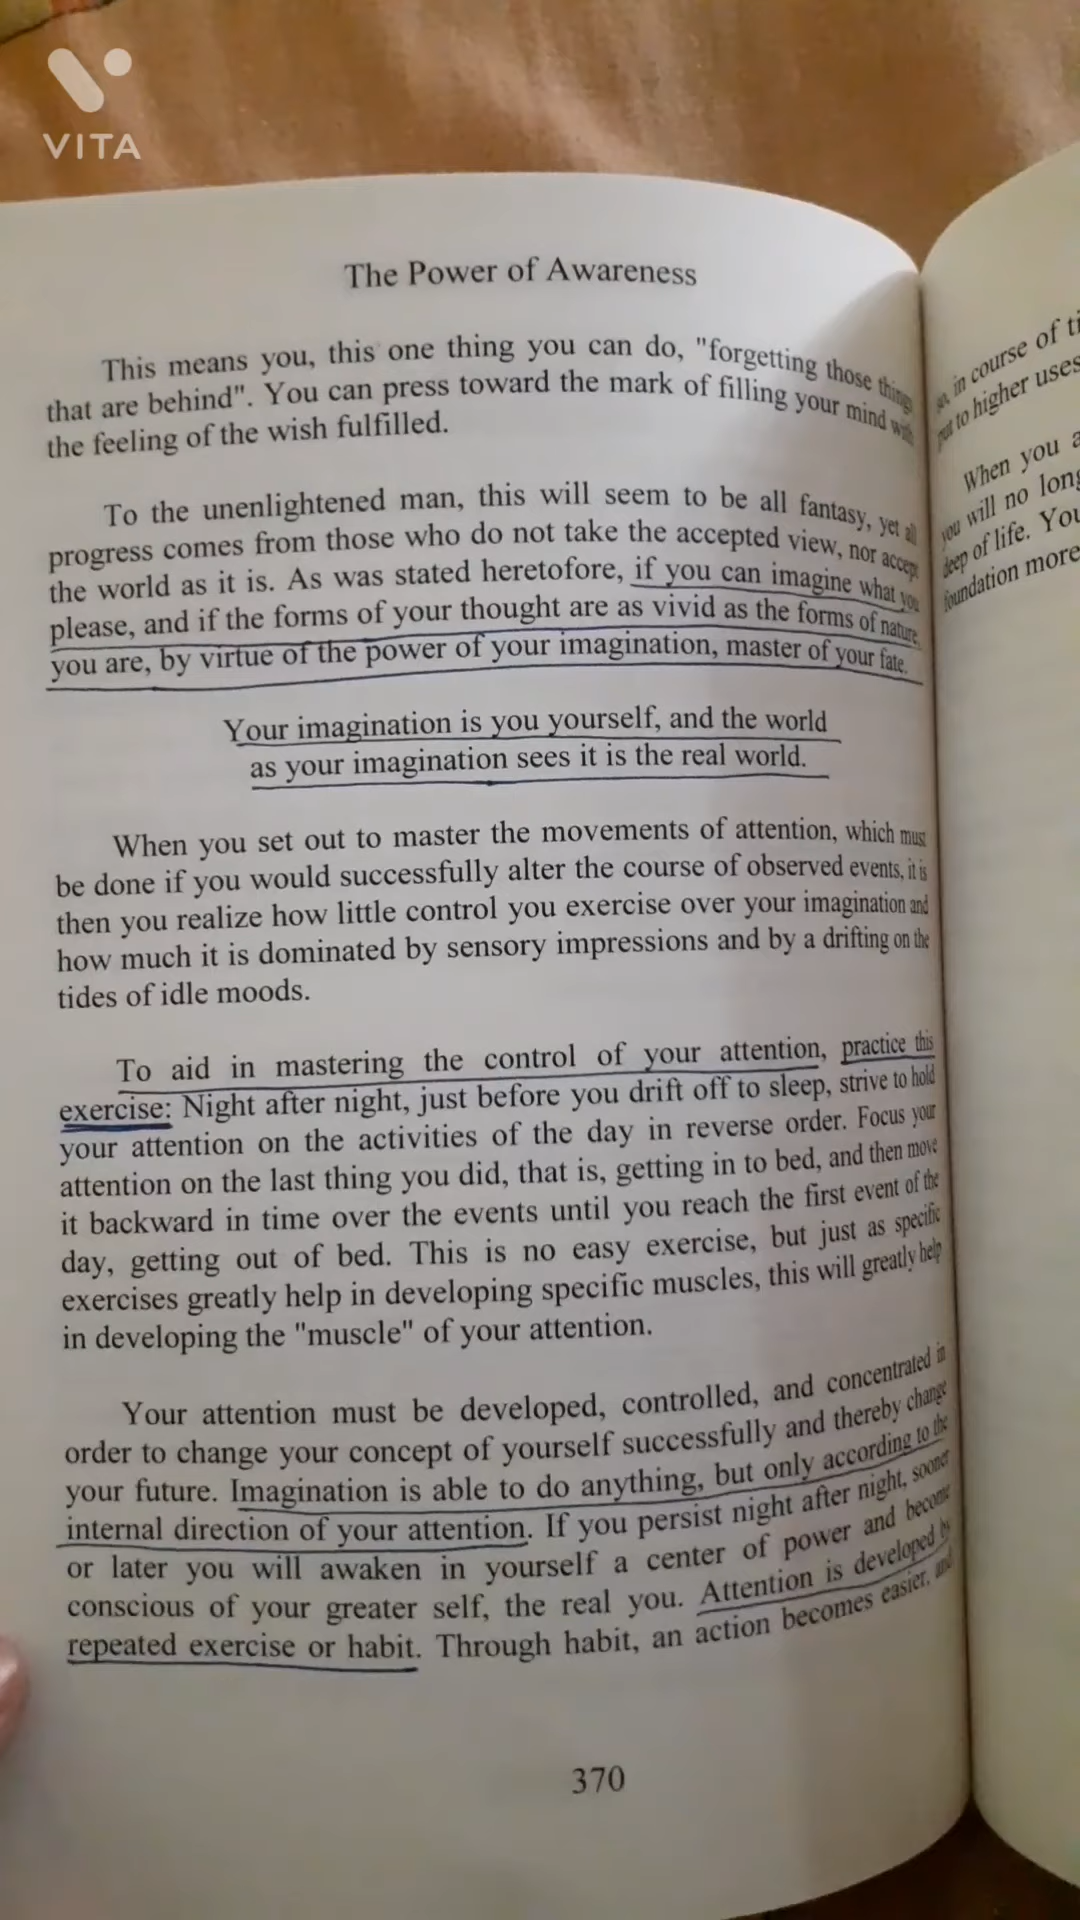 VITA
The Power of Awareness
This means you, this one thing you can do, "forgetting those things
that are behind". You can press toward the mark of filling your mind with
the feeling of the wish fulfilled.
To the unenlightened man, this will seem to be all fantasy, yet all
progress comes from those who do not take the accepted view, nor accept
the world as it is. As was stated heretofore, if you can imagine what you
please, and if the forms of your thought are as vivid as the forms of nature,
you are, by virtue of the power of your imagination, master of your fate.
Your imagination is you yourself, and the world
as your imagination sees it is the real world.
When you set out to master the movements of attention, which must
be done if you would successfully alter the course of observed events, it is
then you realize how little control you exercise over your imagination and
how much it is dominated by sensory impressions and by a drifting on the
tides of idle moods.
To aid in mastering the control of your attention, practice this
exercise: Night after night, just before you drift off to sleep, strive to hold
your attention on the activities of the day in reverse order. Focus your
attention on the last thing you did, that is, getting in to bed, and then move
it backward in time over the events until you reach the first event of the
day, getting out of bed. This is no easy exercise, but just as specific
exercises greatly help in developing specific muscles, this will greatly help
in developing the "muscle" of your attention.
Your attention must be developed, controlled, and concentrated in
order to change your concept of yourself successfully and thereby change
your future. Imagination is able to do anything, but only according to the
internal direction of your attention. If you persist night after night, sooner
or later you will awaken in yourself a center of power and become
conscious of your greater self, the real you. Attention is developed by
repeated exercise or habit. Through habit, an action becomes easier, and
370
so, in course of
put to higher uses
When you
you will no
deep of life. You
foundation more